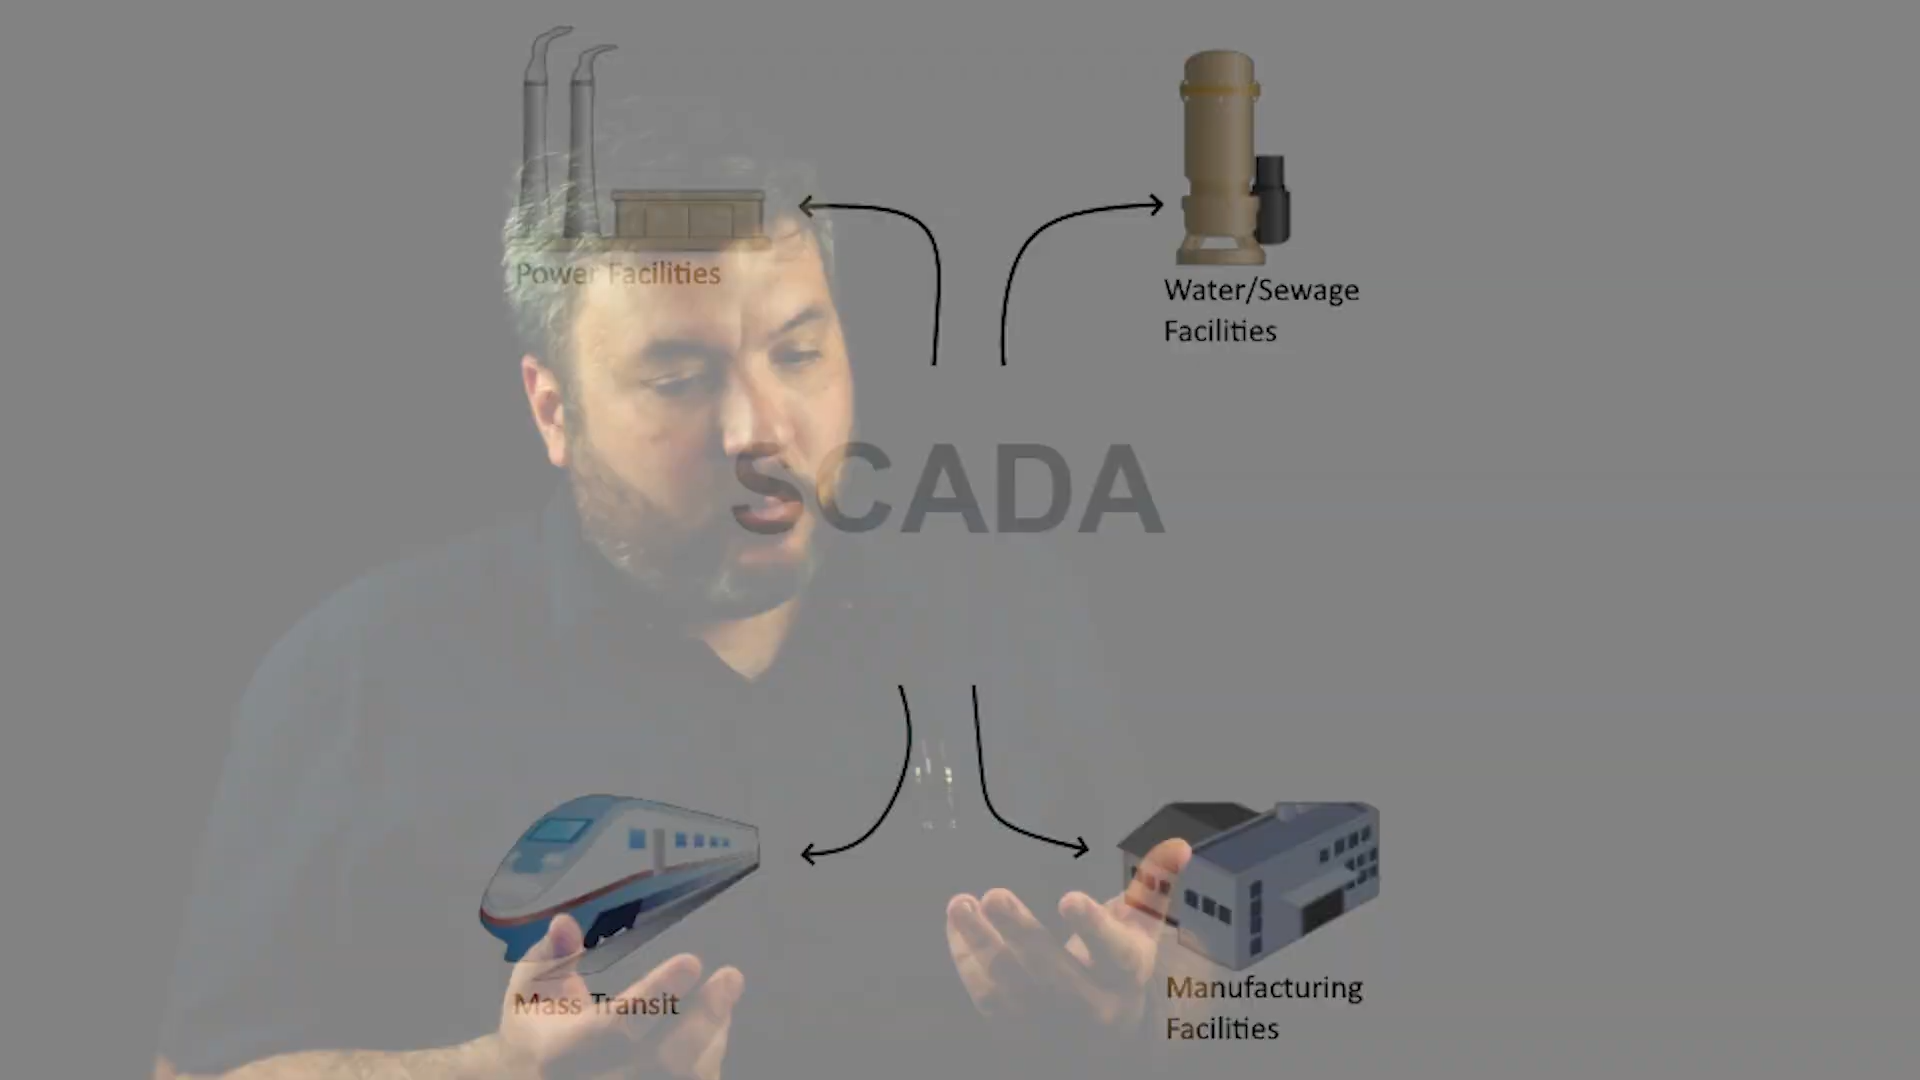 Power Facilities
Water/Sewage
Facilities
SCADA
Mass Transit
Manufacturing
Facilities